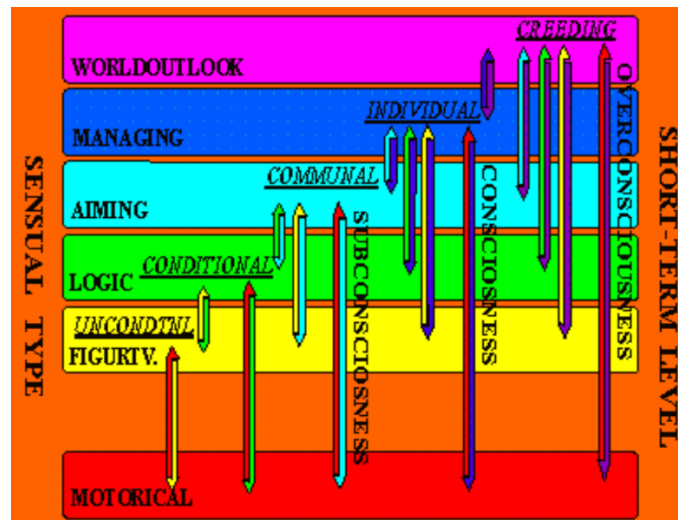 CREEDING
WORLDOUTLOOK
INDIVIDUAL
MANAGING
COMMUNAL
AIMING
CONDITIONAL
LOGIC
UNCONDTNL
FIGURTV.
MOTORICAL
SENSUAL TYPE
SUBCONSCIOSNESS
CONSCIOSNESS
OVERCONSCIOUSNESS
SHORT-TERM LEVEL